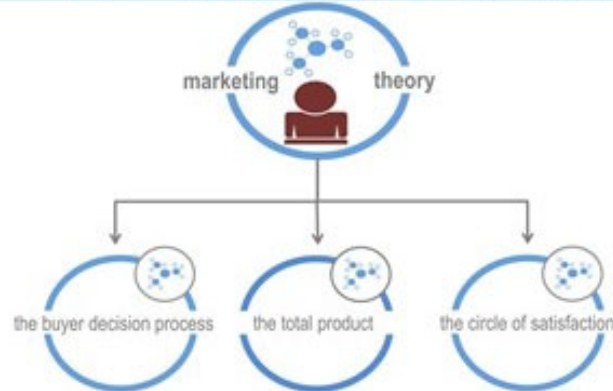 marketing theory
the buyer decision process
the total product
the circle of satisfaction